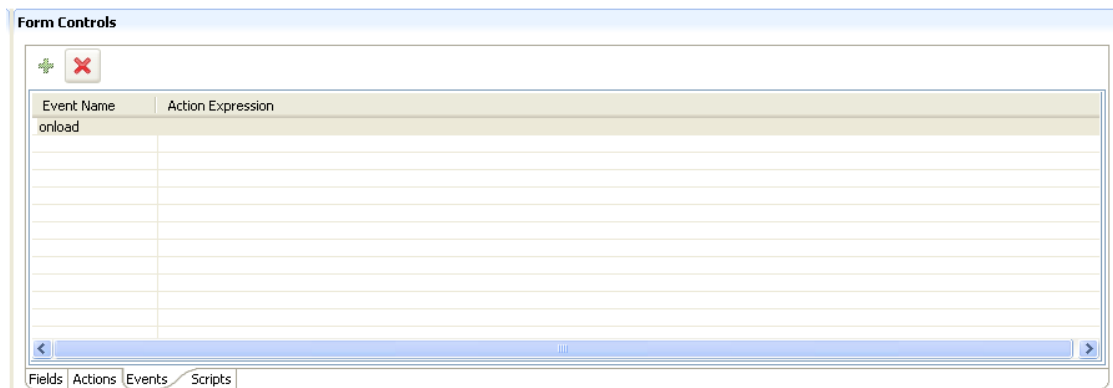 Form Controls
Event Name Action Expression
onload
Fields Actions Events Scripts